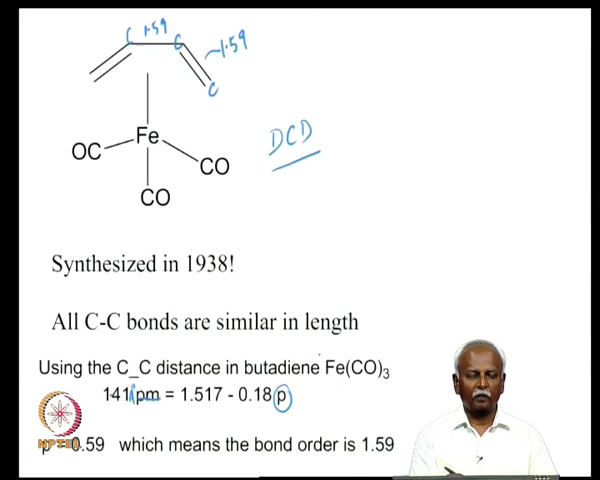 C 1.59 C ~1.59
C
Fe
OC CO
CO
DCD
Synthesized in 1938!
All C-C bonds are similar in length
Using the C_C distance in butadiene Fe(CO)3
141 pm = 1.517 - 0.18 p
p = 0.59 which means the bond order is 1.59
NPTEL